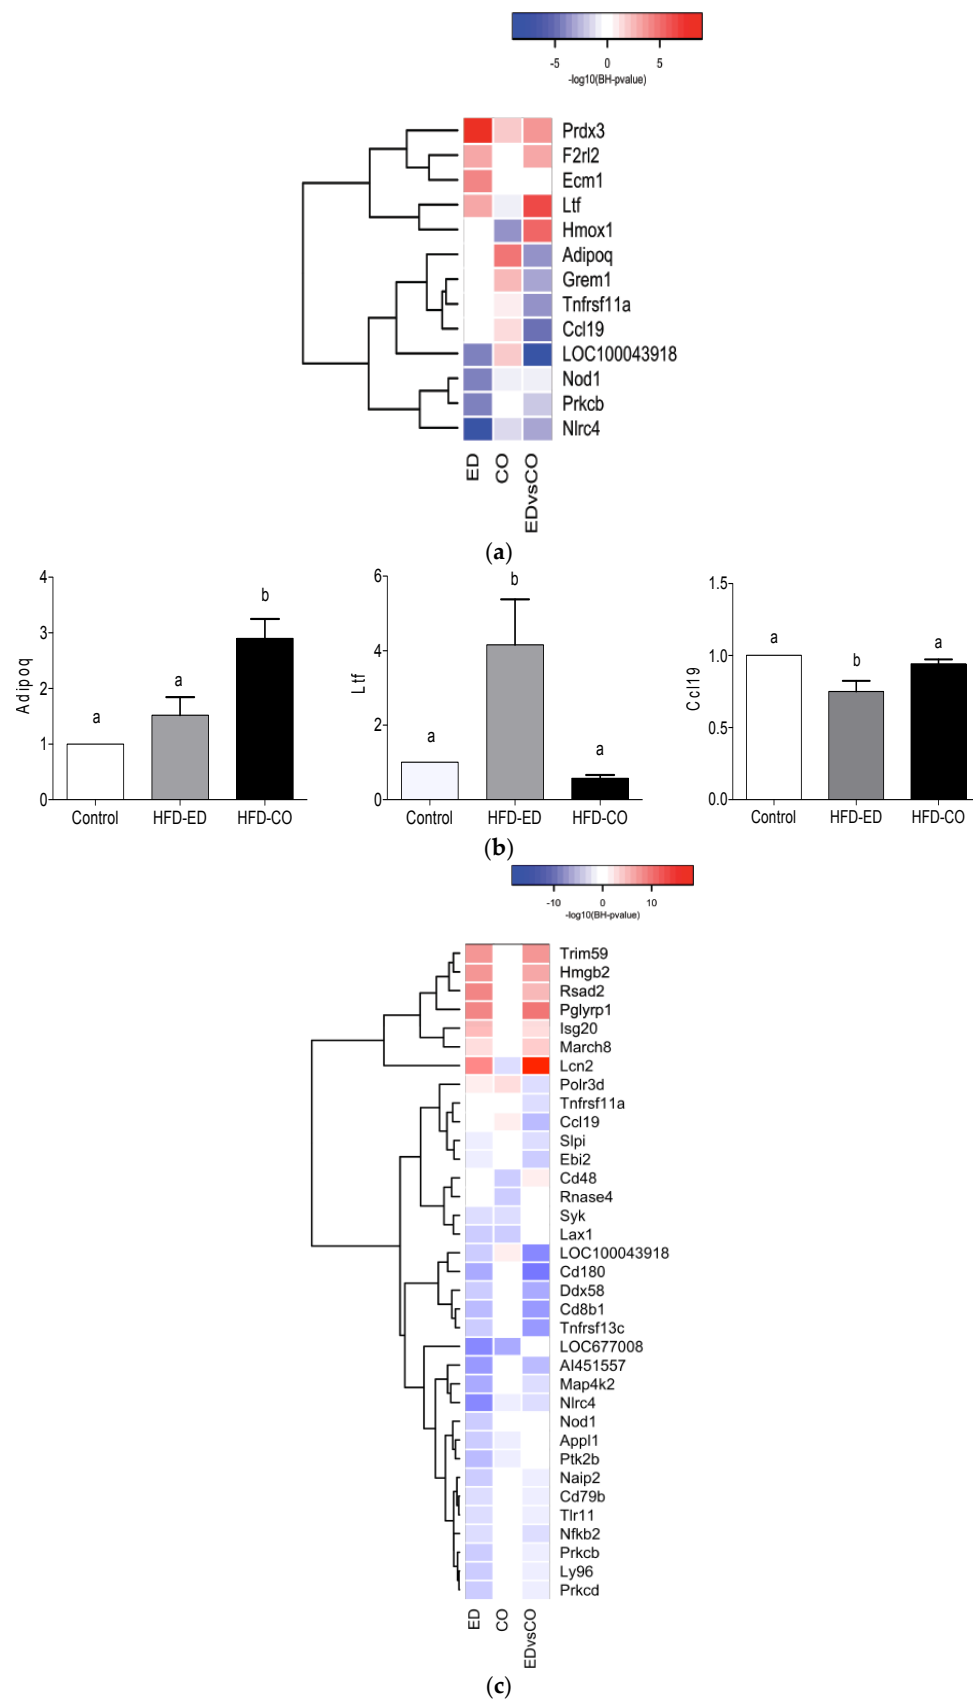 -5 0 5
-log10(BH-pvalue)
Prdx3
F2rl2
Ecm1
Ltf
Hmox1
Adipoq
Grem1
Tnfrsf11a
Ccl19
LOC100043918
Nod1
Prkcb
Nlrc4
ED CO EDvsCO
(a)
Adipoq
4
3
2
1
0
a a b
Control HFD-ED HFD-CO
Ltf
6
4
2
0
a b a
Control HFD-ED HFD-CO
Ccl19
1.5
1.0
0.5
0.0
a b a
Control HFD-ED HFD-CO
(b)
-10 0 10
-log10(BH-pvalue)
Trim59
Hmgb2
Rsad2
Pglyrp1
Isg20
March8
Lcn2
Polr3d
Tnfrsf11a
Ccl19
Slpi
Ebi2
Cd48
Rnase4
Syk
Lax1
LOC100043918
Cd180
Ddx58
Cd8b1
Tnfrsf13c
LOC677008
AI451557
Map4k2
Nlrc4
Nod1
Appl1
Ptk2b
Naip2
Cd79b
Tlr11
Nfkb2
Prkcb
Ly96
Prkcd
ED CO EDvsCO
(c)